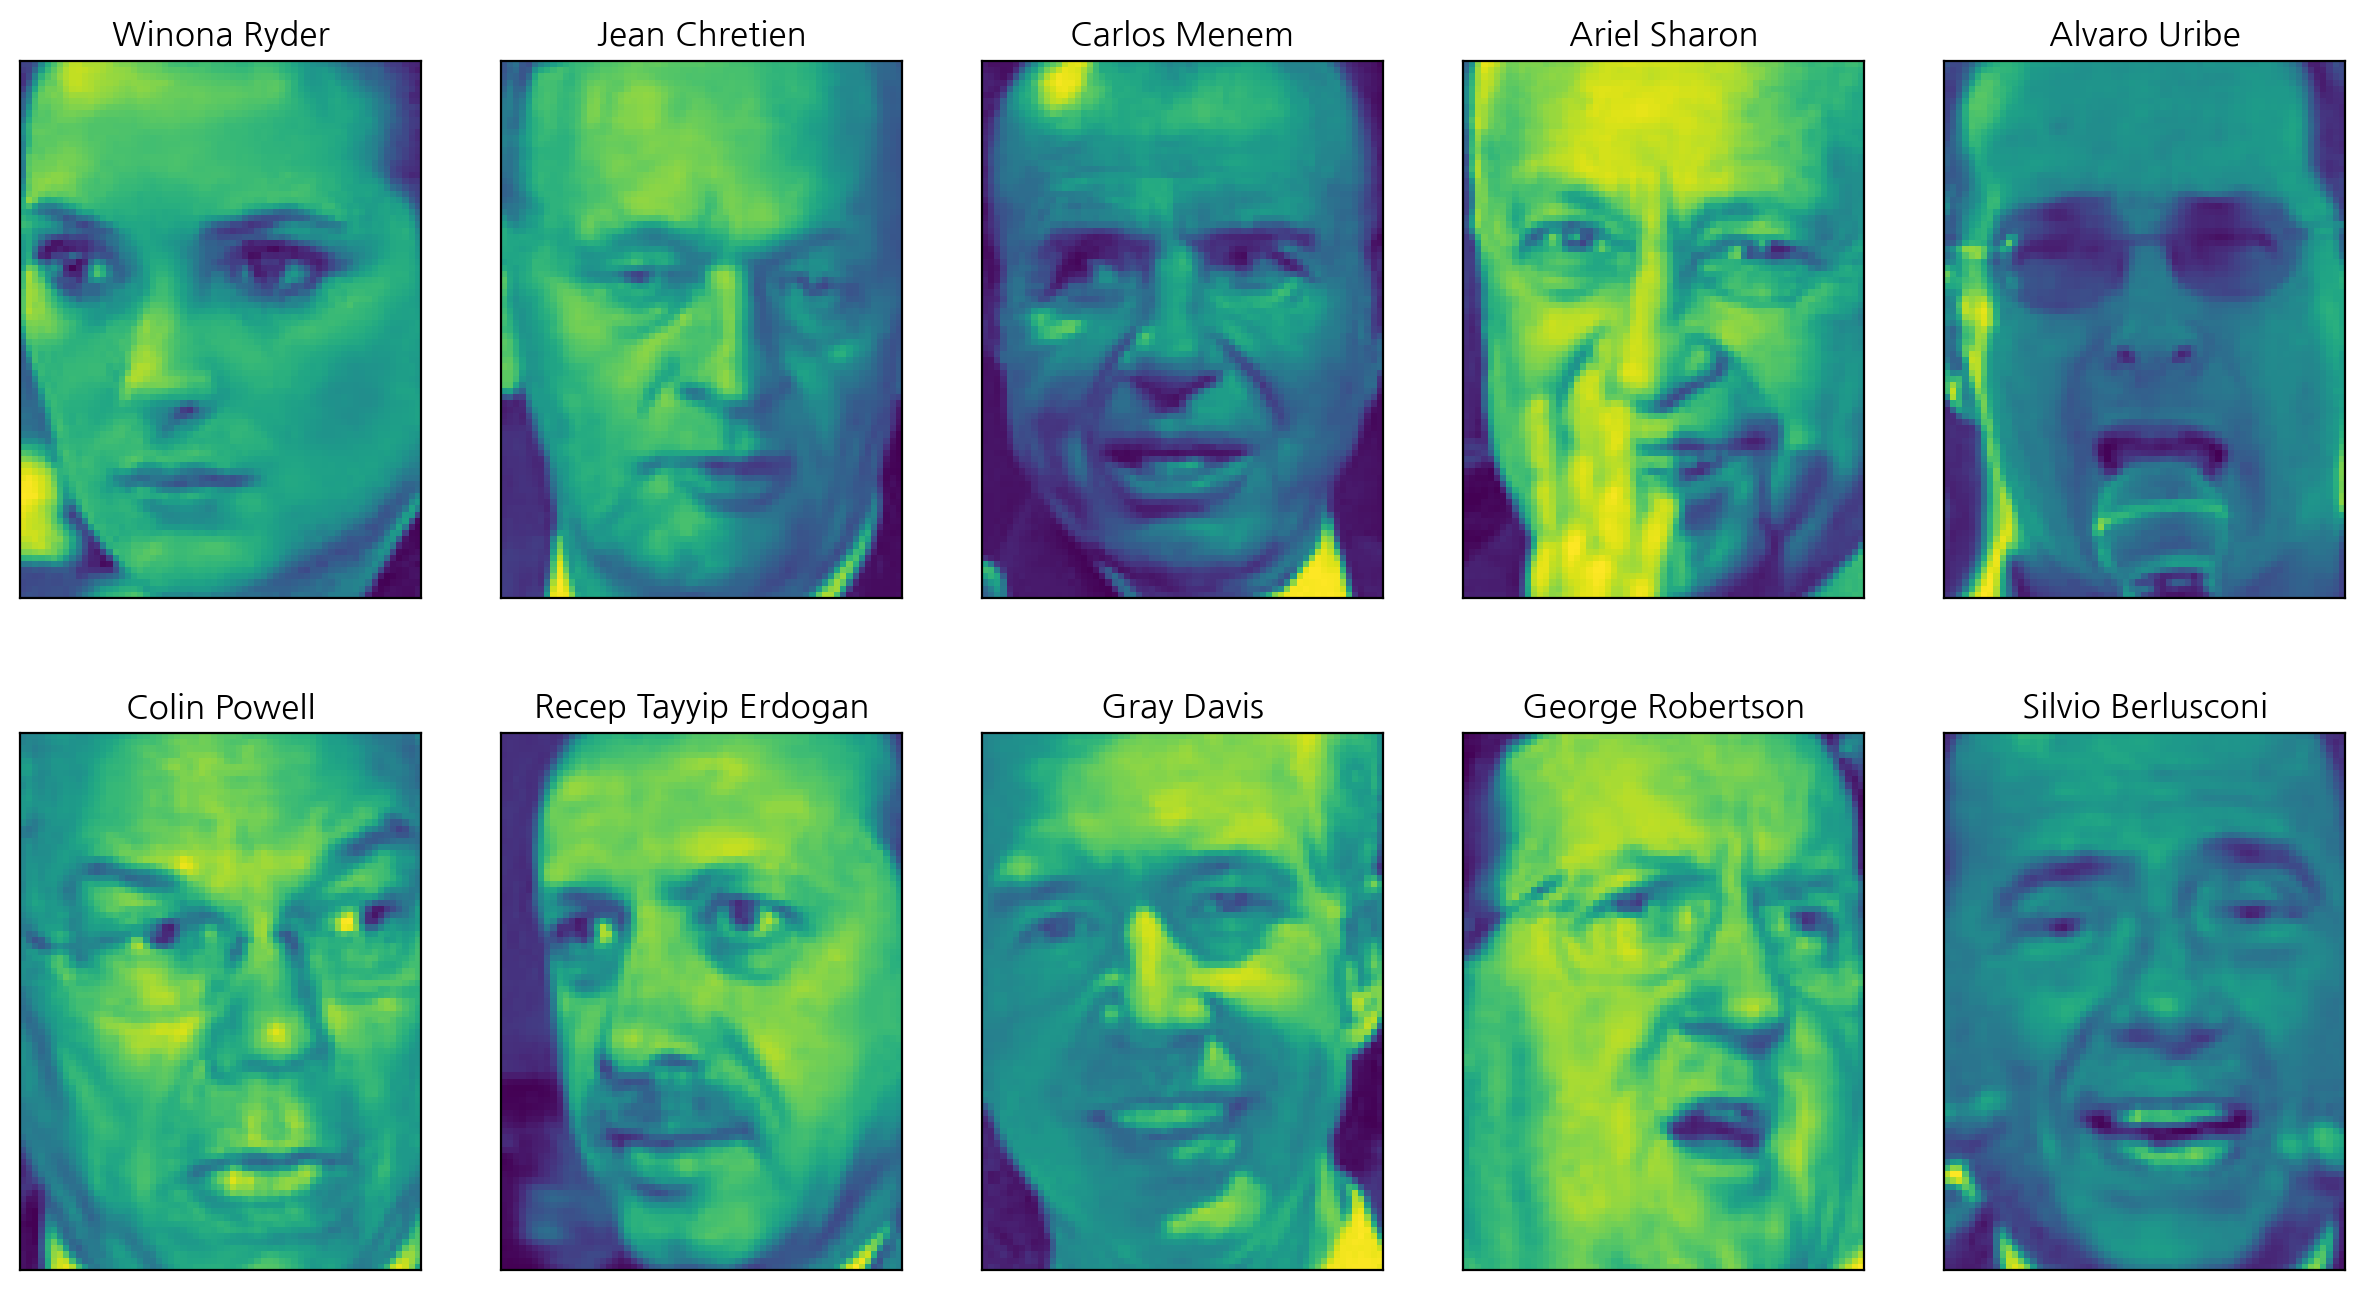 Winona Ryder
Jean Chretien
Carlos Menem
Ariel Sharon
Alvaro Uribe
Colin Powell
Recep Tayyip Erdogan
Gray Davis
George Robertson
Silvio Berlusconi